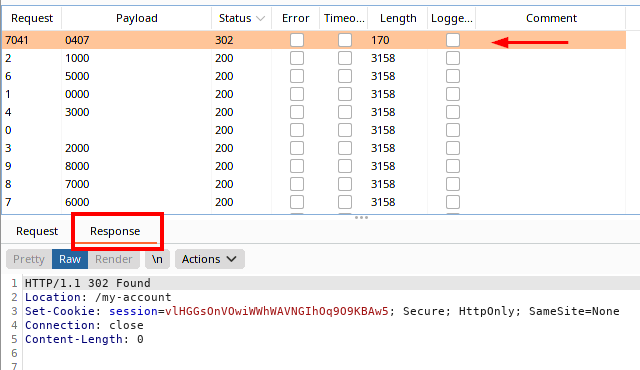 Request Payload Status Error Timeo... Length Logge... Comment
7041 0407 302 170
2 1000 200 3158
6 5000 200 3158
1 0000 200 3158
4 3000 200 3158
0 200 3158
3 2000 200 3158
9 8000 200 3158
8 7000 200 3158
7 6000 200 3158
Request Response
Pretty Raw Render \n Actions
1 HTTP/1.1 302 Found
2 Location: /my-account
3 Set-Cookie: session=vlHGGsOnVOwiWWhWAVNGIhOq9O9KBAw5; Secure; HttpOnly; SameSite=None
4 Connection: close
5 Content-Length: 0
6
7